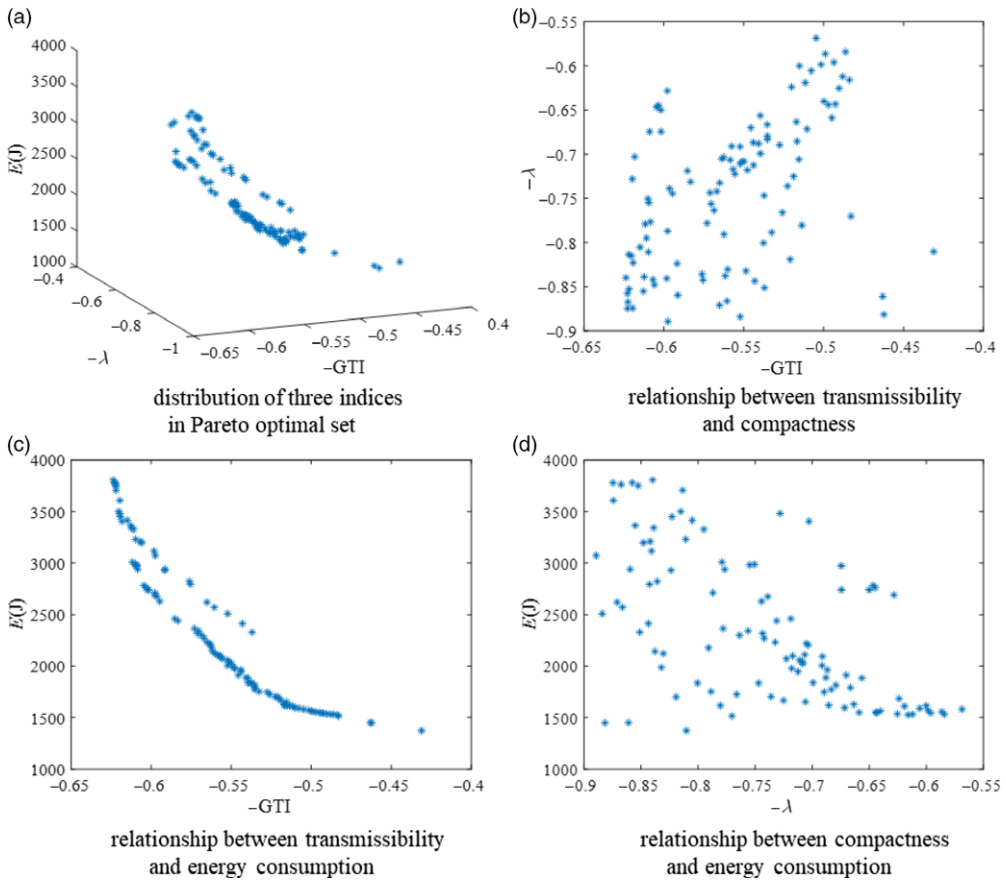 (a)
4000
3500
3000
2500
2000
1500
1000
E(J)
−0.4
−0.6
−0.8
−1
−λ
−0.65
−0.6
−0.55
−0.5
−0.45
0.4
−GTI
distribution of three indices
in Pareto optimal set
(b)
−0.55
−0.6
−0.65
−0.7
−0.75
−0.8
−0.85
−0.9
−λ
−0.65
−0.6
−0.55
−0.5
−0.45
−0.4
−GTI
relationship between transmissibility
and compactness
(c)
4000
3500
3000
2500
2000
1500
1000
E(J)
−0.65
−0.6
−0.55
−0.5
−0.45
−0.4
−GTI
relationship between transmissibility
and energy consumption
(d)
4000
3500
3000
2500
2000
1500
1000
E(J)
−0.9
−0.85
−0.8
−0.75
−0.7
−0.65
−0.6
−0.55
−λ
relationship between compactness
and energy consumption